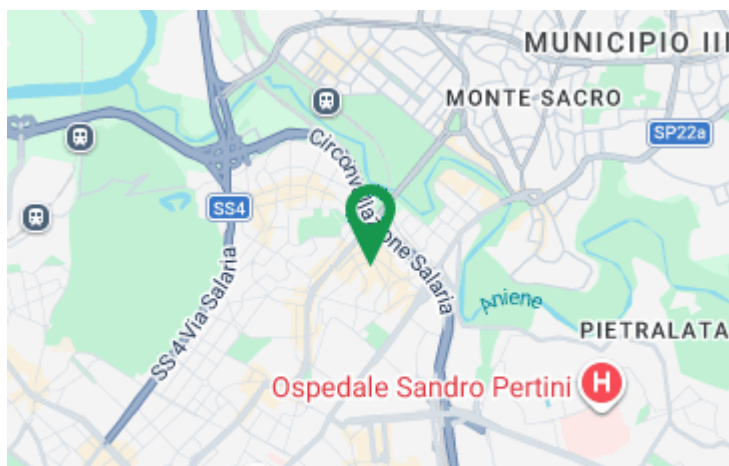 MUNICIPIO III
MONTE SACRO
SP22a
Circonvallazione Salaria
SS4
Aniene
PIETRALATA
SS4 Via Salaria
Ospedale Sandro Pertini
H